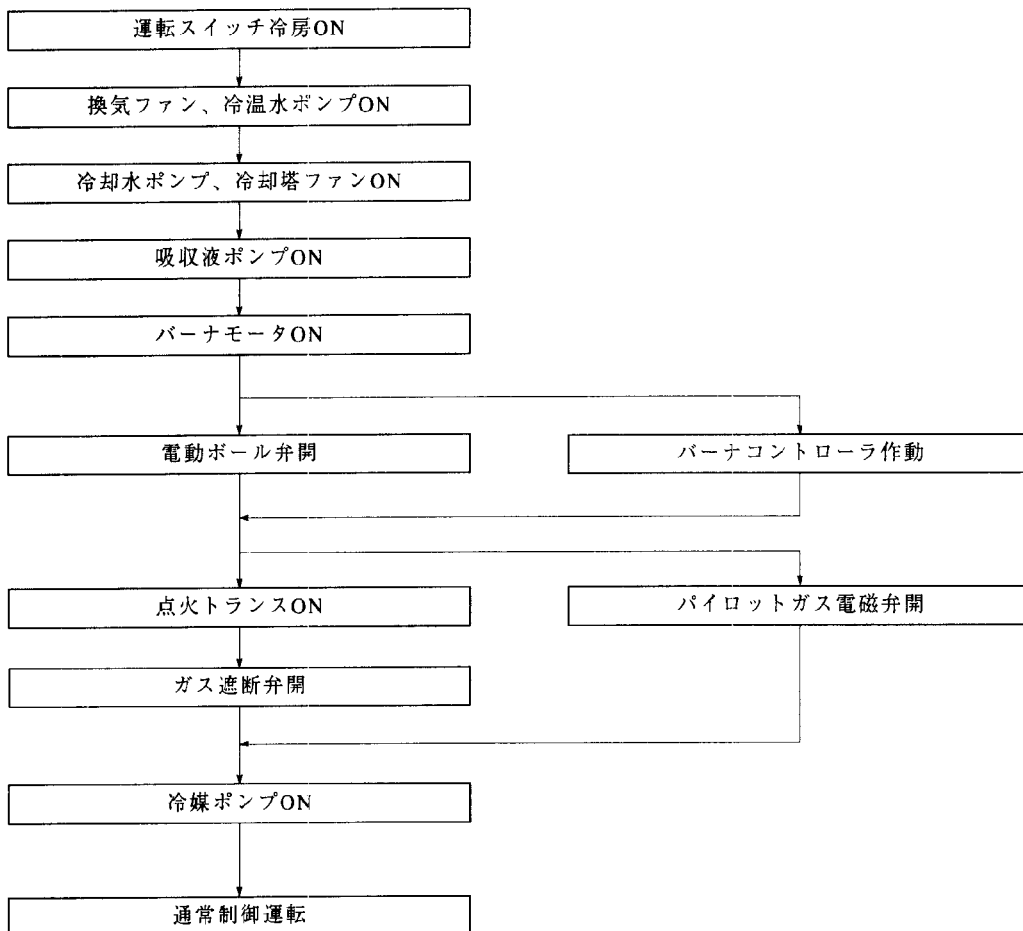 運転スイッチ冷房ON
換気ファン、冷温水ポンプON
冷却水ポンプ、冷却塔ファンON
吸収液ポンプON
バーナモータON
電動ボール弁開
バーナコントローラ作動
点火トランスON
パイロットガス電磁弁開
ガス遮断弁開
冷媒ポンプON
通常制御運転